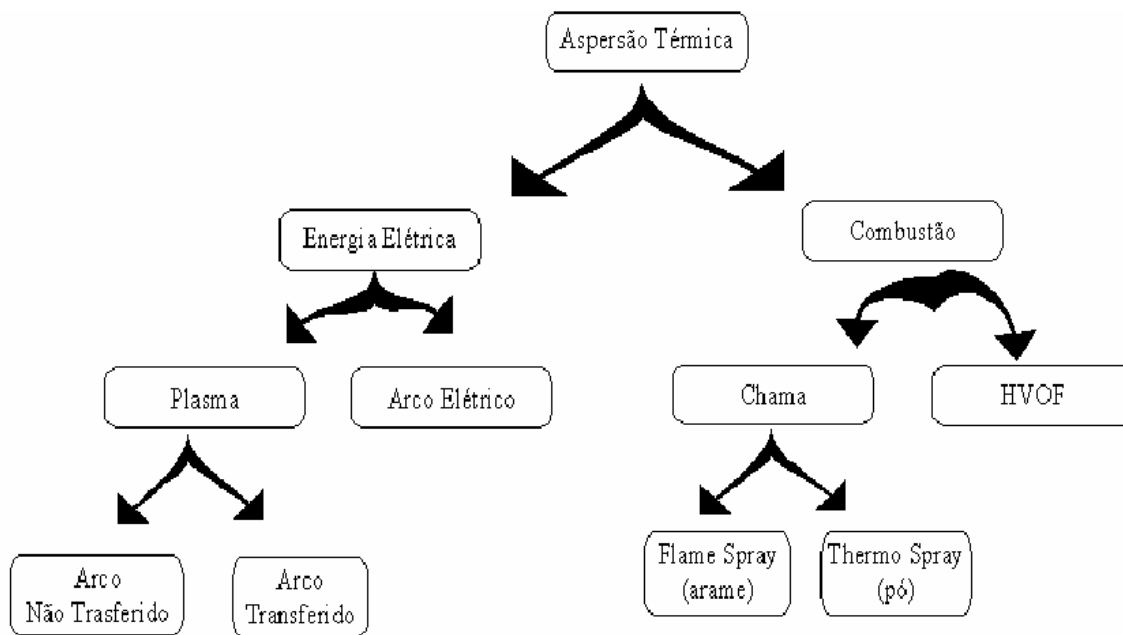 Aspersão Térmica
Energia Elétrica
Combustão
Plasma
Arco Elétrico
Chama
HVOF
Arco
Não Trasferido
Arco
Transferido
Flame Spray
(arame)
Thermo Spray
(pó)